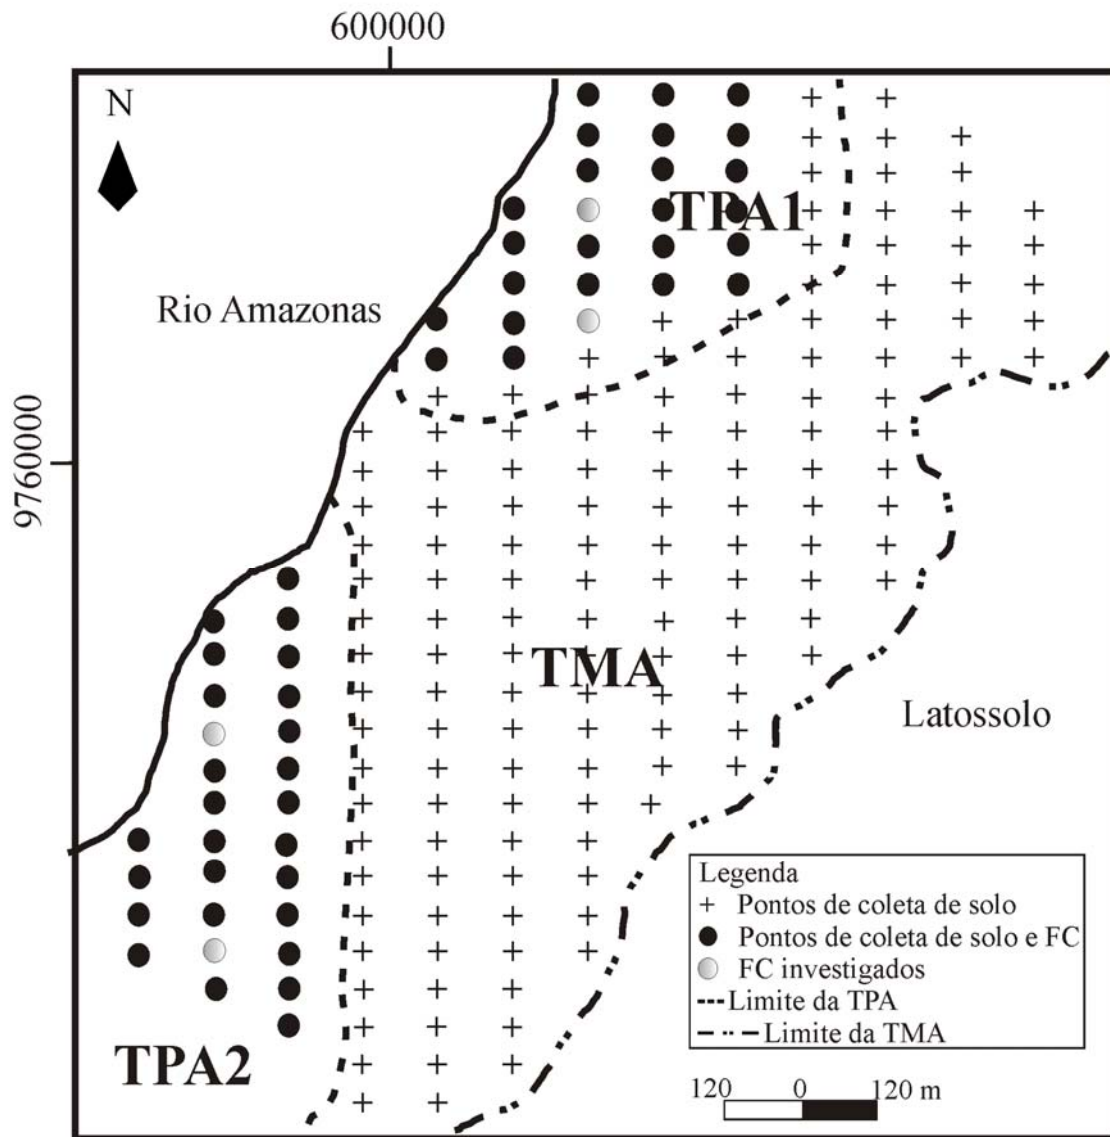 600000
N
TPA1
Rio Amazonas
9760000
TMA
Latossolo
Legenda
Pontos de coleta de solo
Pontos de coleta de solo e FC
FC investigados
Limite da TPA
Limite da TMA
TPA2
120 0 120 m